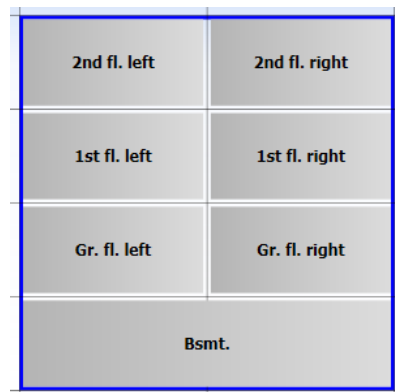 2nd fl. left 2nd fl. right
1st fl. left 1st fl. right
Gr. fl. left Gr. fl. right
Bsmt.